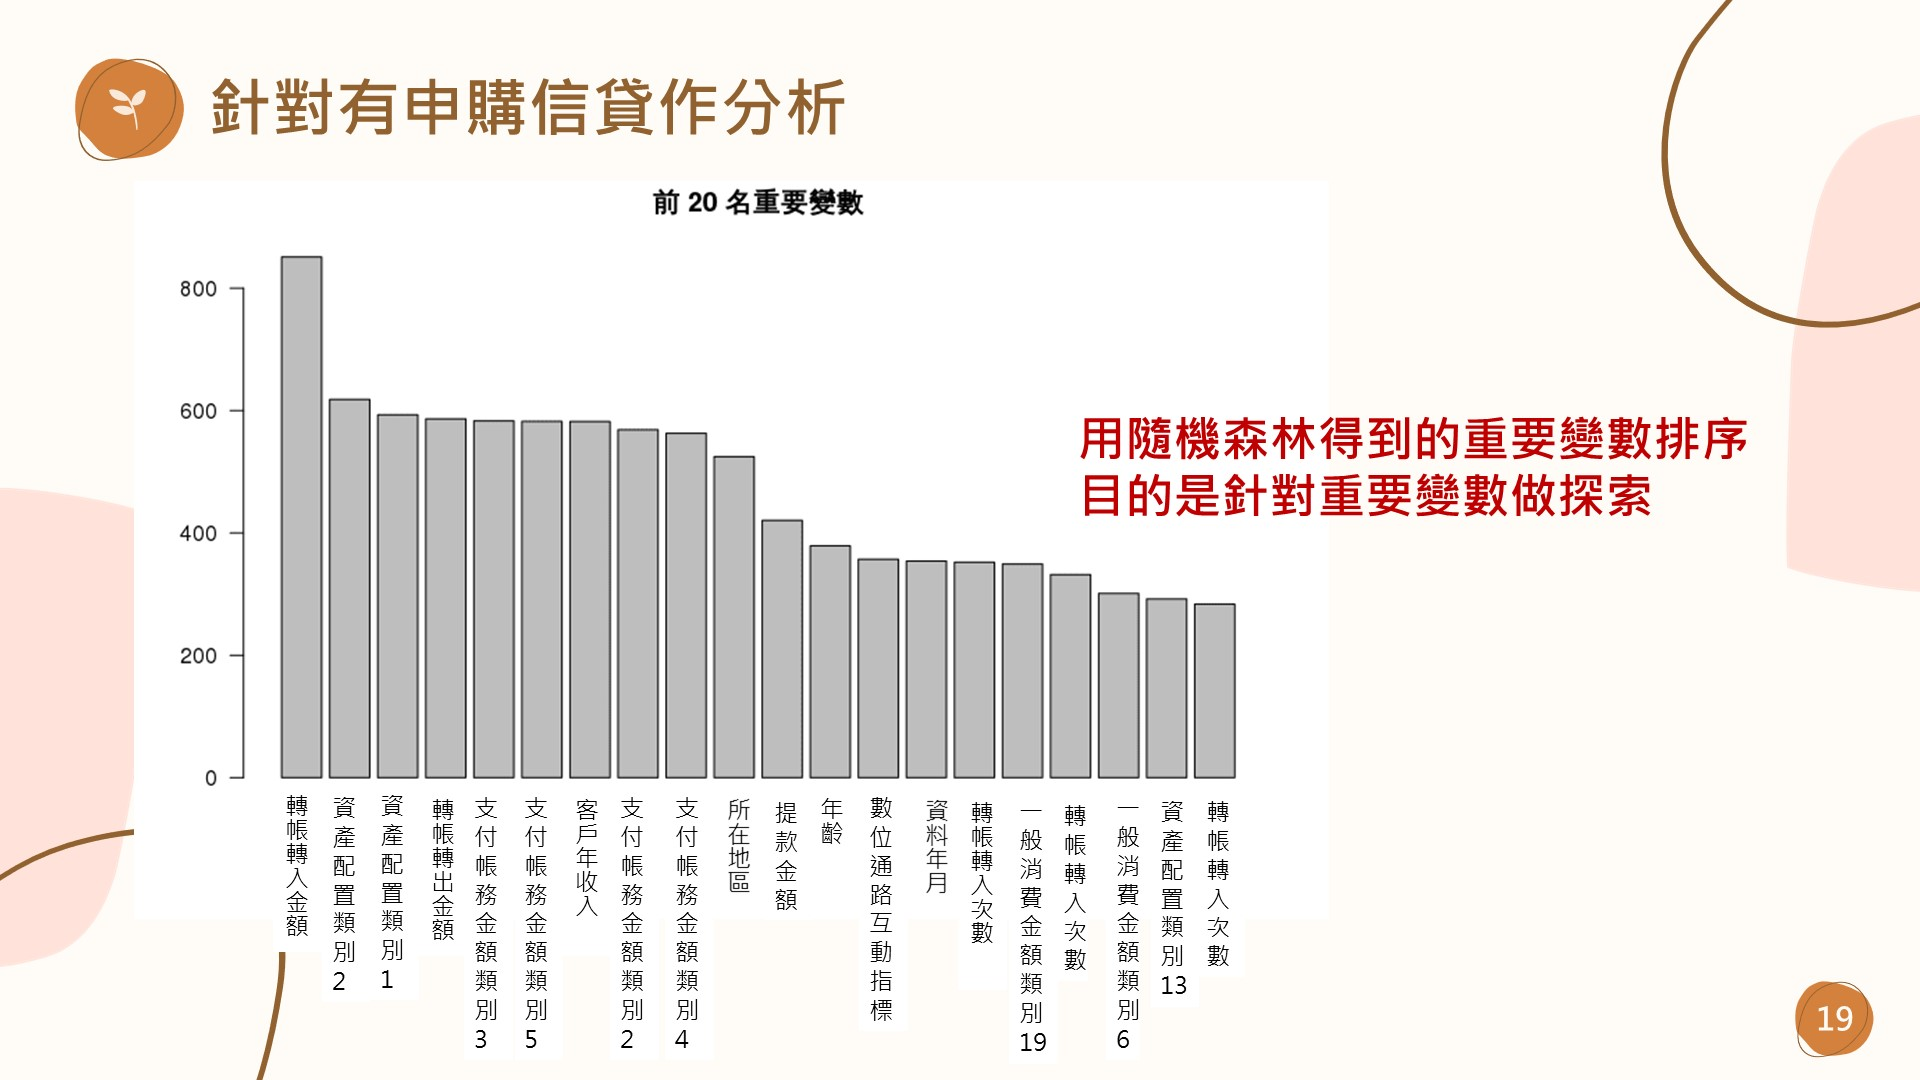 針對有申購信貸作分析
前 20 名重要變數
800
600
400
200
0
用隨機森林得到的重要變數排序
目的是針對重要變數做探索
轉帳轉入金額
資產配置類別2
資產配置類別1
轉帳轉出金額
支付帳務金額類別3
支付帳務金額類別5
客戶年收入
支付帳務金額類別2
支付帳務金額類別4
所在地區
提款金額
年齡
數位通路互動指標
資料年月
轉帳轉入次數
一般消費金額類別19
轉帳轉入次數
一般消費金額類別6
資產配置類別13
轉帳轉入次數
19